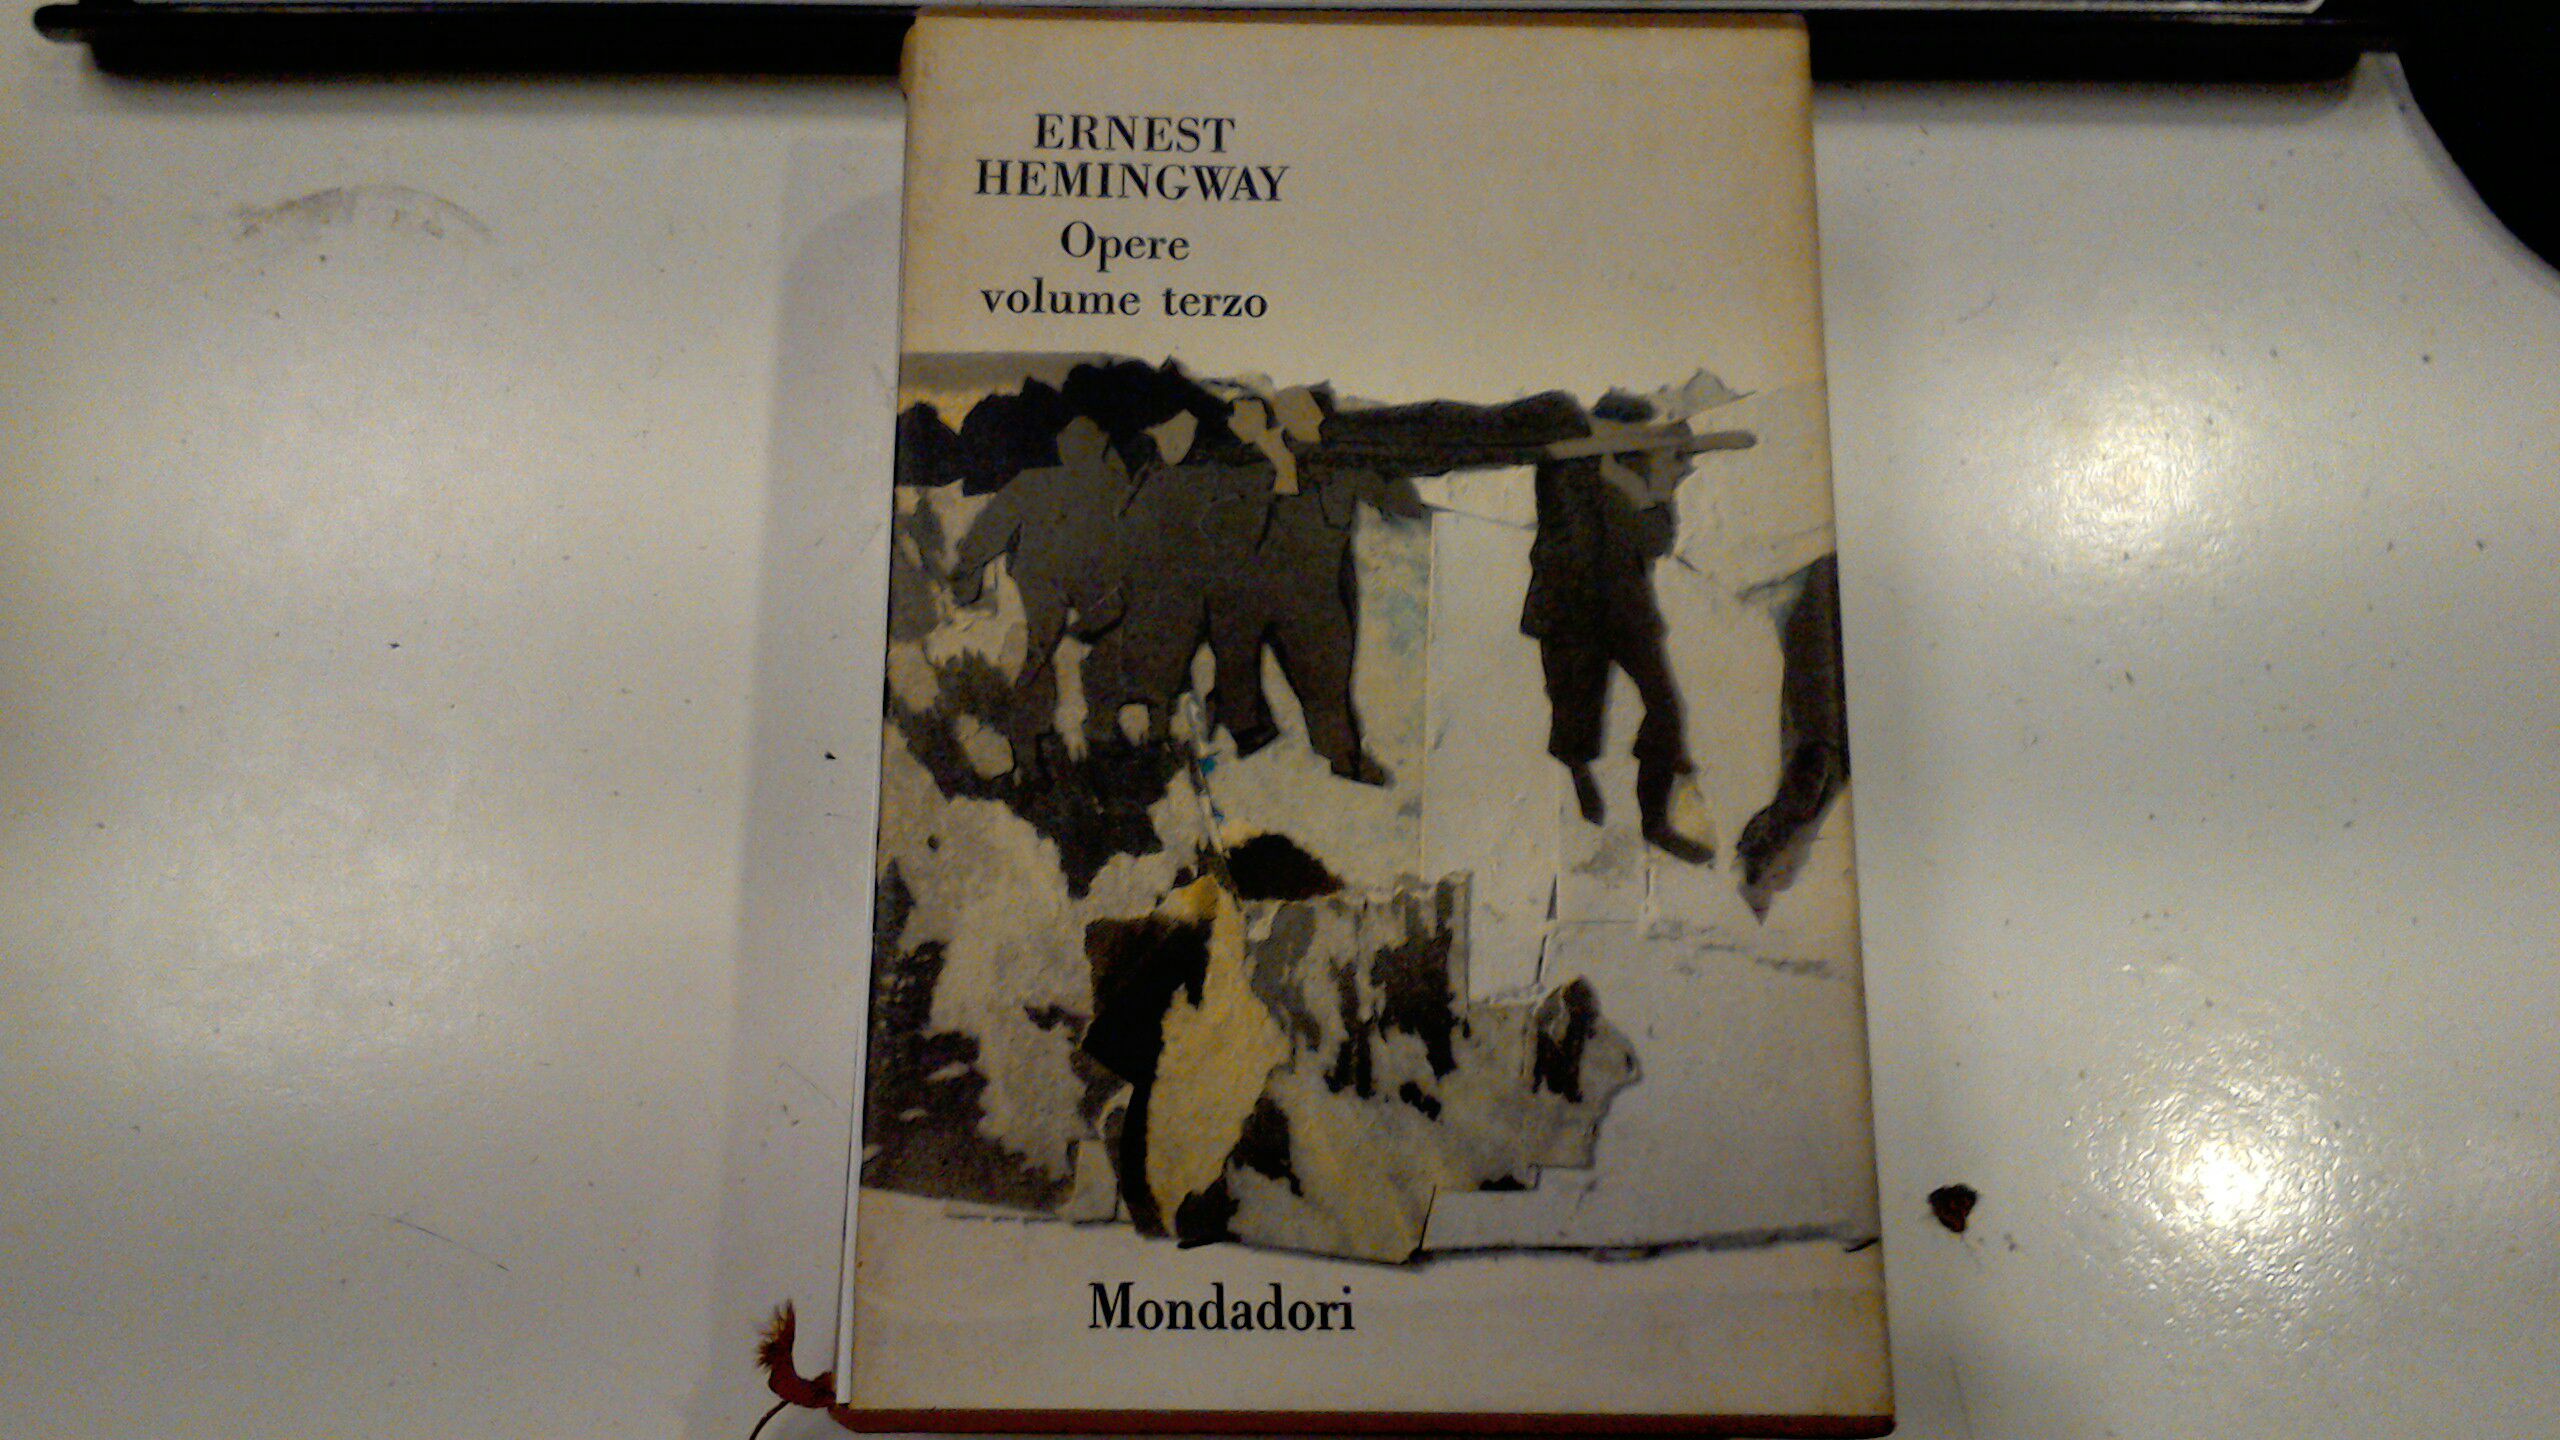 ERNEST
HEMINGWAY
Opere
volume terzo
Mondadori